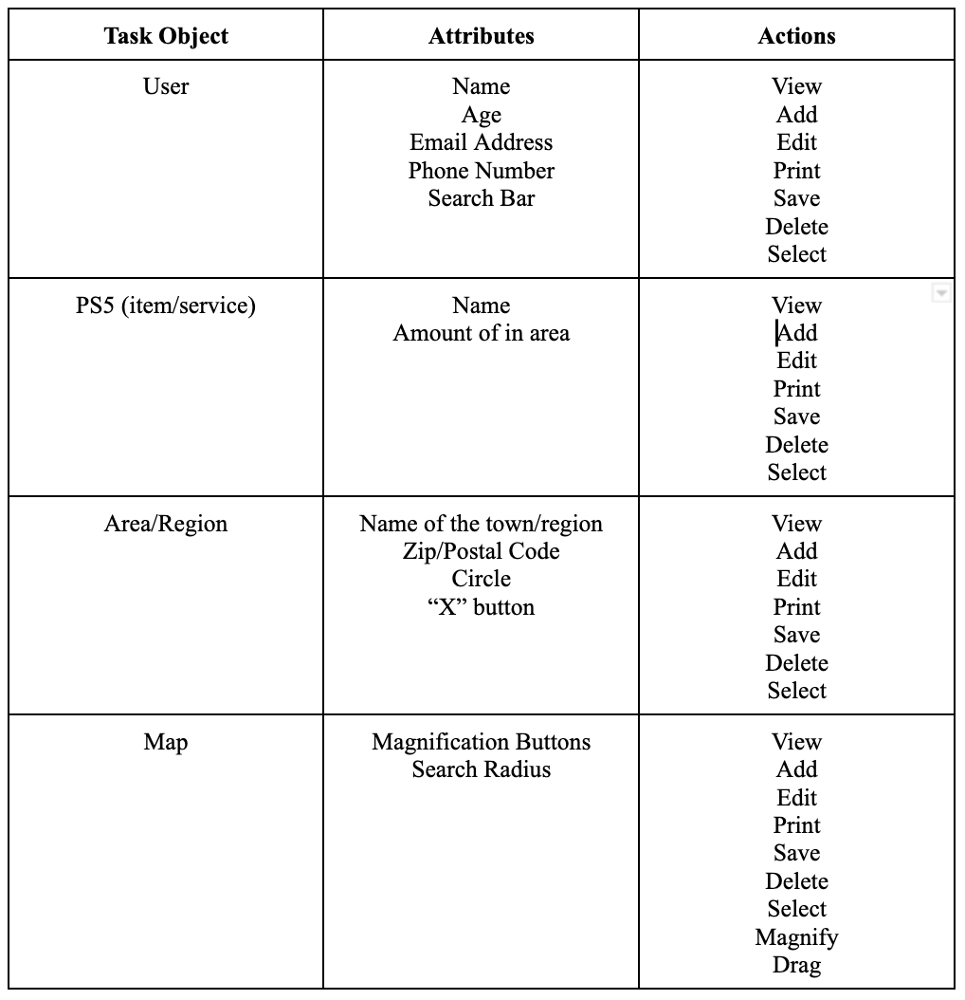 Task Object Attributes Actions
User
Name
Age
Email Address
Phone Number
Search Bar
View
Add
Edit
Print
Save
Delete
Select
PS5 (item/service)
Name
Amount of in area
View
Add
Edit
Print
Save
Delete
Select
Area/Region
Name of the town/region
Zip/Postal Code
Circle
“X” button
View
Add
Edit
Print
Save
Delete
Select
Map
Magnification Buttons
Search Radius
View
Add
Edit
Print
Save
Delete
Select
Magnify
Drag